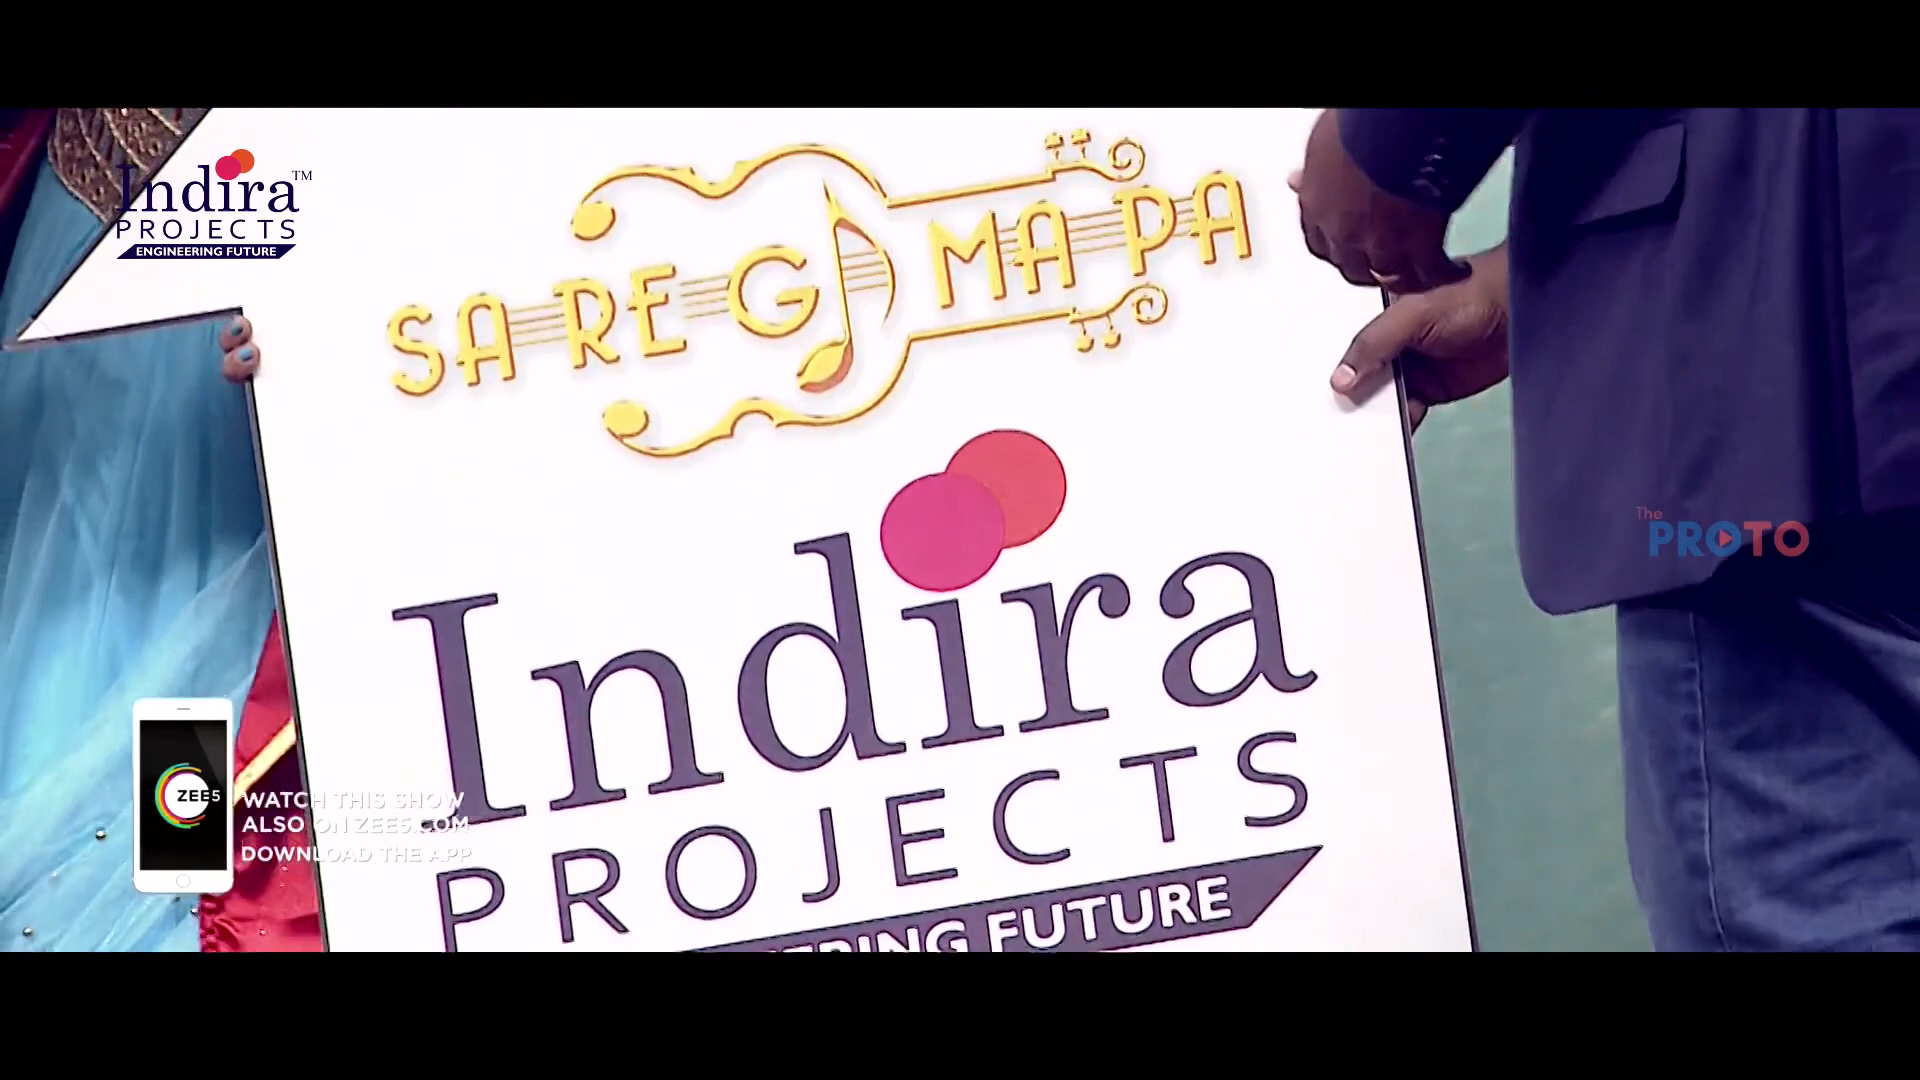 Indira™
PROJECTS
ENGINEERING FUTURE
SA RE GA MA PA
Indira
PROJECTS
ERING FUTURE
The
PROTO
ZEE5
WATCH THIS SHOW
ALSO ON ZEE5.COM
DOWNLOAD THE APP